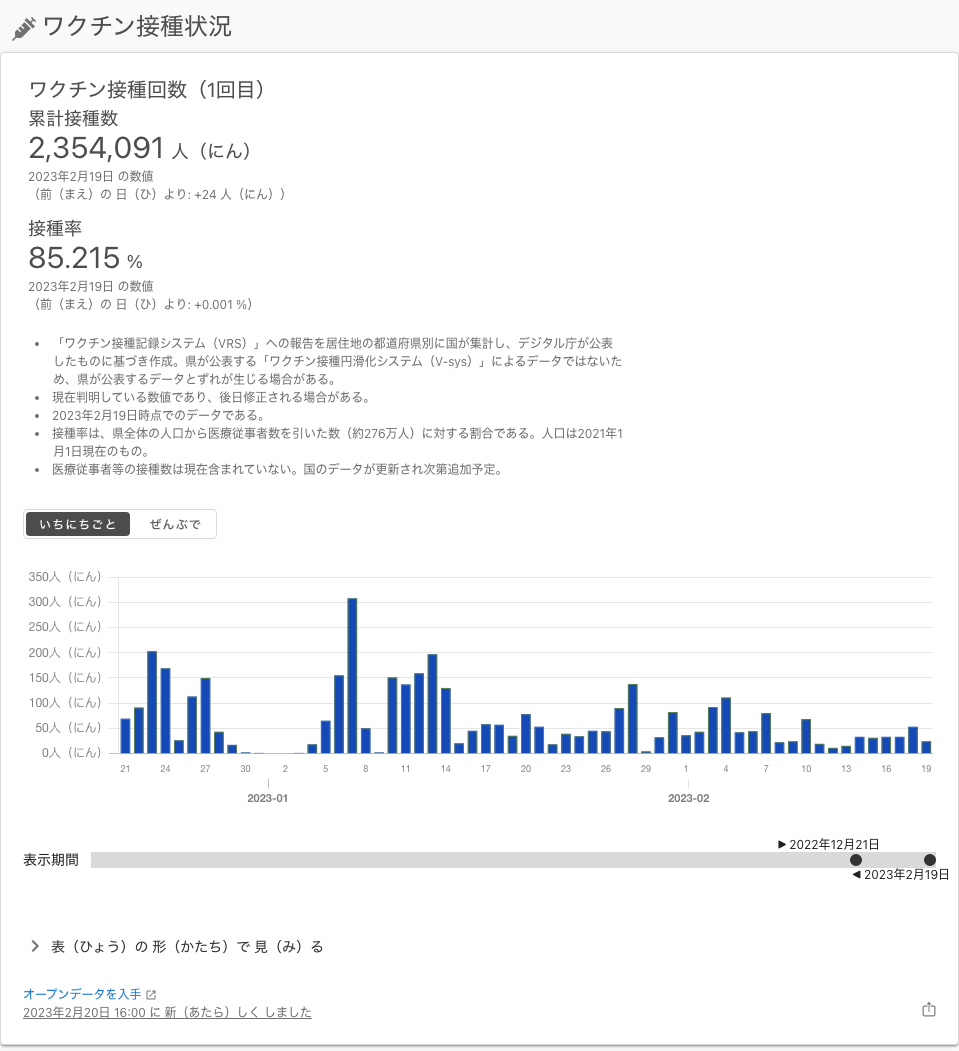 ワクチン接種状況
ワクチン接種回数（1回目）
累計接種数
2,354,091 人（にん）
2023年2月19日 の数値
（前（まえ）の 日（ひ）より: +24 人（にん））
接種率
85.215 %
2023年2月19日 の数値
（前（まえ）の 日（ひ）より: +0.001 %）
• 「ワクチン接種記録システム（VRS）」への報告を居住地の都道府県別に国が集計し、デジタル庁が公表
したものに基づき作成。県が公表する「ワクチン接種円滑化システム（V-sys）」によるデータではないた
め、県が公表するデータとずれが生じる場合がある。
• 現在判明している数値であり、後日修正される場合がある。
• 2023年2月19日時点でのデータである。
• 接種率は、県全体の人口から医療従事者数を引いた数（約276万人）に対する割合である。人口は2021年1
月1日現在のもの。
• 医療従事者等の接種数は現在含まれていない。国のデータが更新され次第追加予定。
いちにちごと ぜんぶで
350人（にん）
300人（にん）
250人（にん）
200人（にん）
150人（にん）
100人（にん）
50人（にん）
0人（にん）
21 24 27 30 2 5 8 11 14 17 20 23 26 29 1 4 7 10 13 16 19
2023-01 2023-02
2022年12月21日
表示期間
2023年2月19日
表（ひょう）の 形（かたち）で 見（み）る
オープンデータを入手
2023年2月20日 16:00 に 新（あたら）しく しました